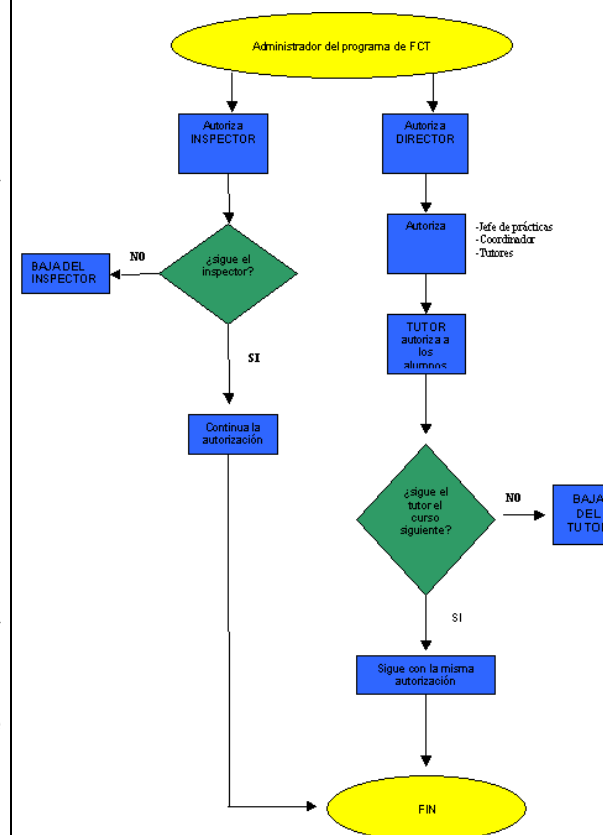 Administrador del programa de FCT
Autoriza
INSPECTOR
Autoriza
DIRECTOR
Autoriza
-Jefe de prácticas
-Coordinador
-Tutores
¿sigue el
inspector?
NO
BAJA DEL
INSPECTOR
TUTOR
autoriza a
los
alumnos
SI
Continua la
autorización
¿sigue el
tutor el
curso
siguiente?
NO
BAJA
DEL
TUTOR
SI
Sigue con la misma
autorización
FIN